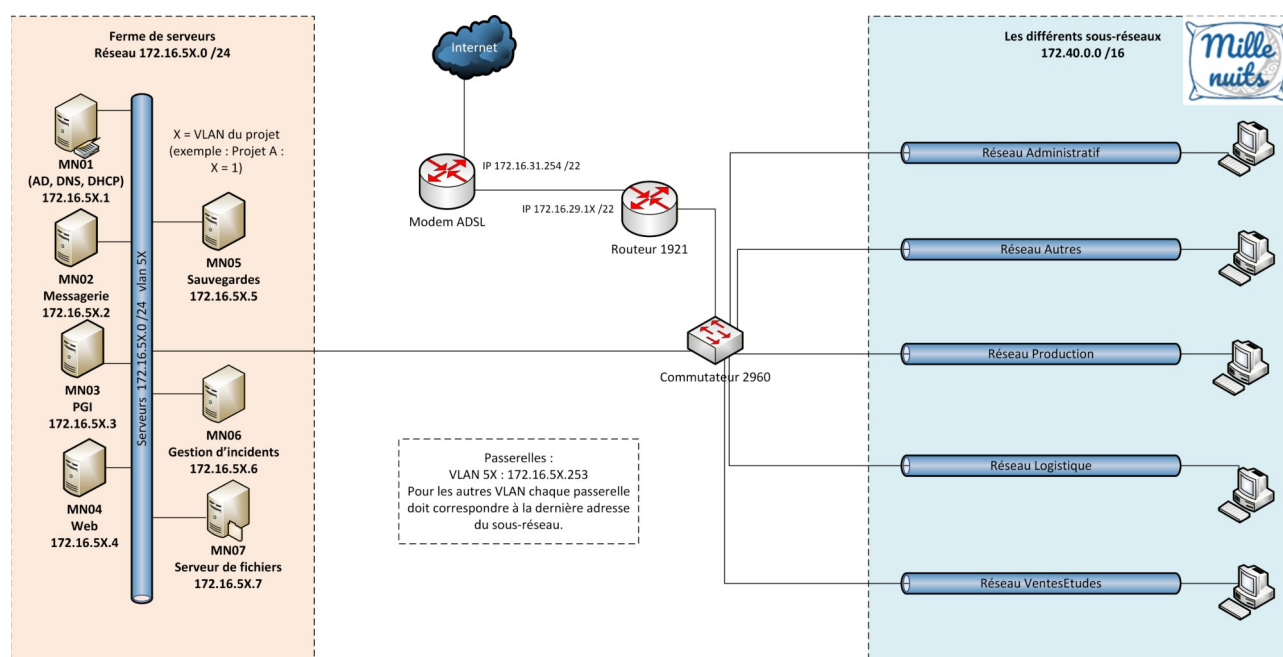 Ferme de serveurs
Réseau 172.16.5X.0 /24
X = VLAN du projet
(exemple : Projet A :
X = 1)
MN01
(AD, DNS, DHCP)
172.16.5X.1
MN02
Messagerie
172.16.5X.2
MN03
PGI
172.16.5X.3
MN04
Web
172.16.5X.4
Serveurs 172.16.5X.0 /24 vlan 5X
MN05
Sauvegardes
172.16.5X.5
MN06
Gestion d'incidents
172.16.5X.6
MN07
Serveur de fichiers
172.16.5X.7
Internet
IP 172.16.31.254 /22
Modem ADSL
IP 172.16.29.1X /22
Routeur 1921
Commutateur 2960
Passerelles :
VLAN 5X : 172.16.5X.253
Pour les autres VLAN chaque passerelle
doit correspondre à la dernière adresse
du sous-réseau.
Les différents sous-réseaux
172.40.0.0 /16
Mille
nuits
Réseau Administratif
Réseau Autres
Réseau Production
Réseau Logistique
Réseau VentesEtudes